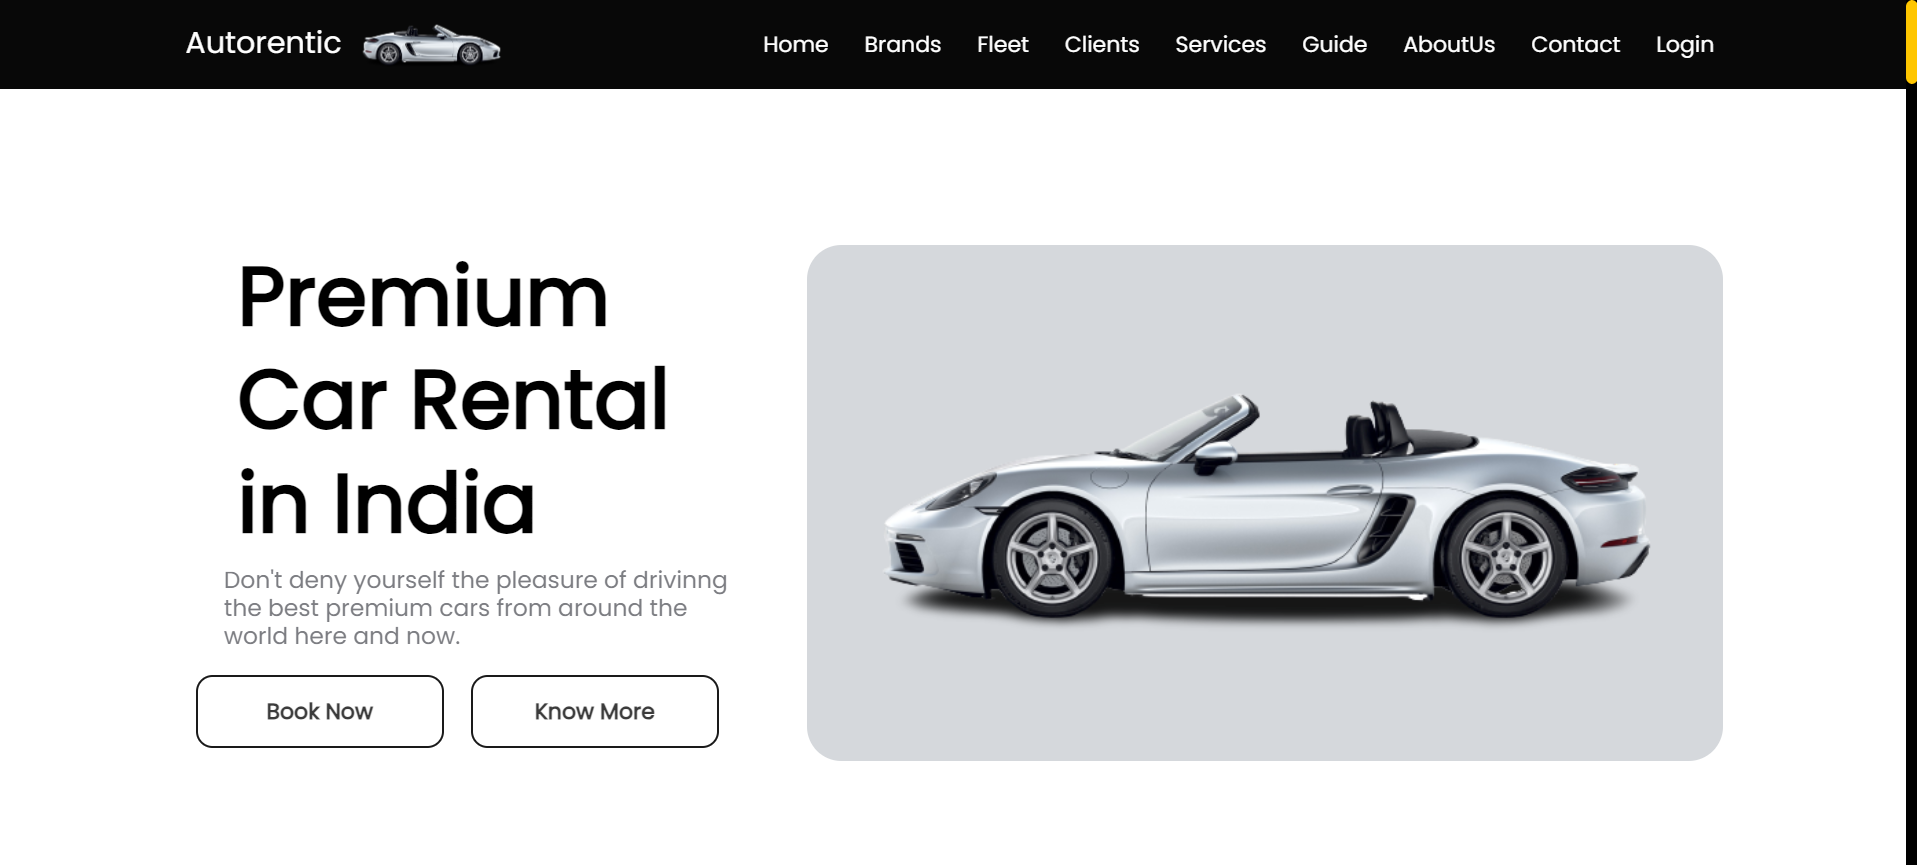 Autorentic
Home Brands Fleet Clients Services Guide AboutUs Contact Login
Premium
Car Rental
in India
Don't deny yourself the pleasure of drivinng
the best premium cars from around the
world here and now.
Book Now Know More